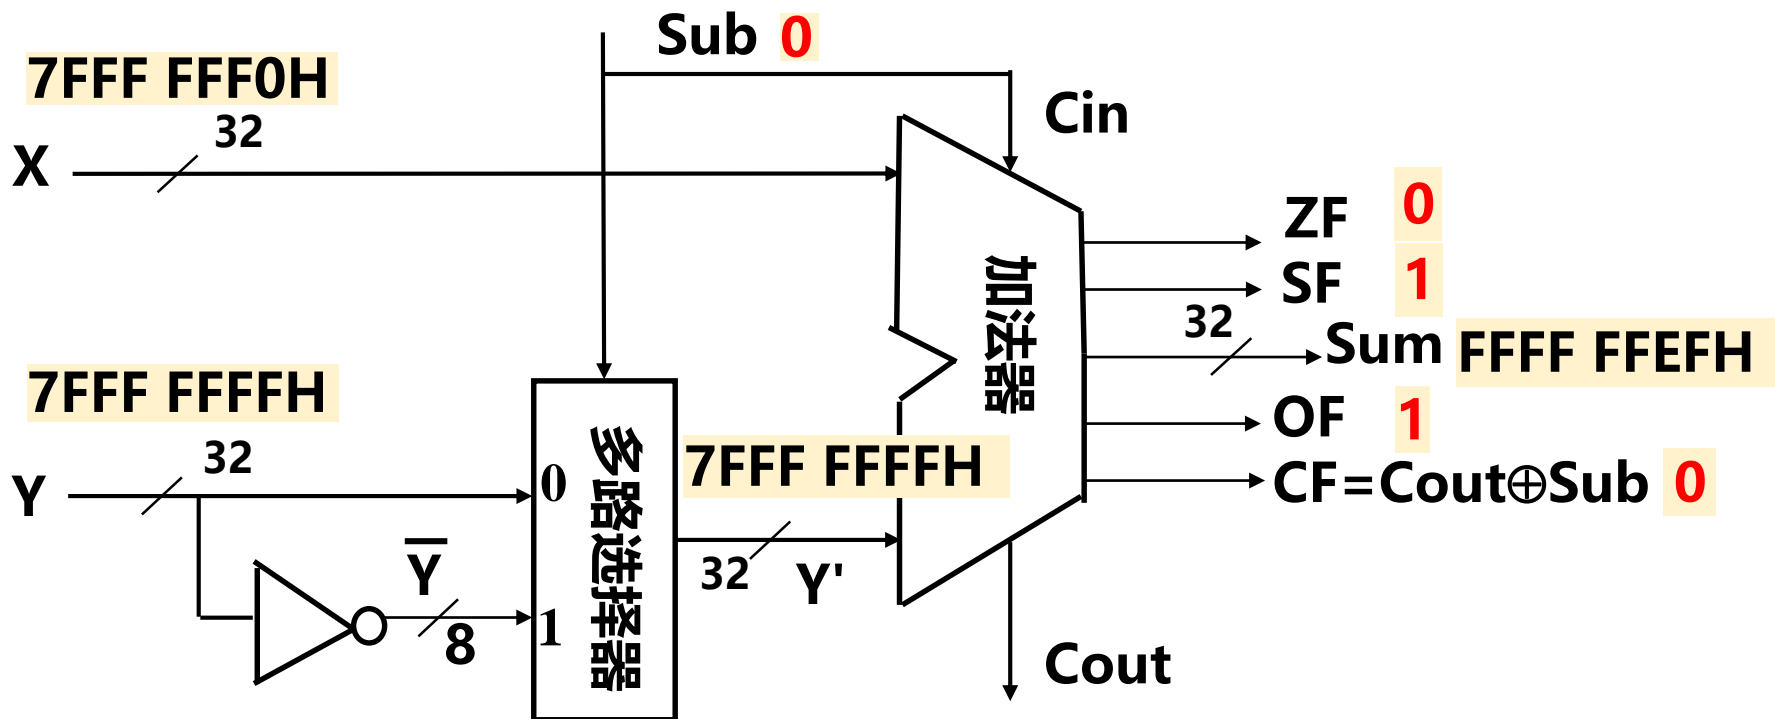 Sub 0
7FFF FFF0H
32
X
Cin
ZF 0
SF 1
32
Sum FFFF FFEFH
OF 1
CF=Cout⊕Sub 0
加法器
7FFF FFFFH
32
Y
0
多路选择器
1
7FFF FFFFH
32
Y'
Y̅
8
Cout